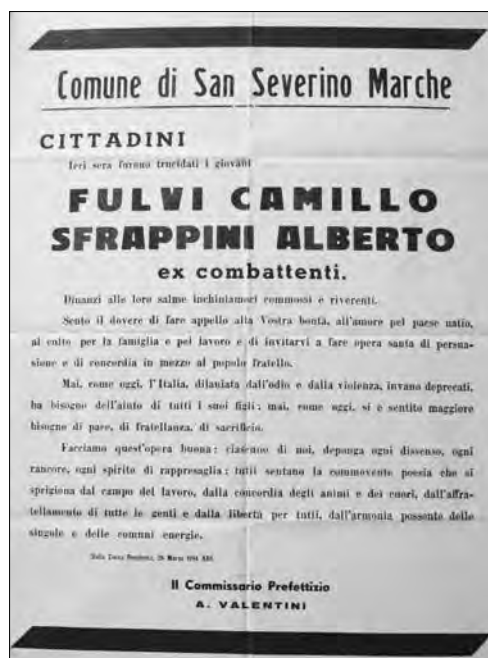 Comune di San Severino Marche
CITTADINI
Ieri sera furono trucidati i giovani
FULVI CAMILLO
SFRAPPINI ALBERTO
ex combattenti.
Dinanzi alle loro salme inchiniamoci commossi e riverenti.
Sento il dovere di fare appello alla Vostra bontà, all'amore pel paese natio,
al culto per la famiglia e pel lavoro e di invitarvi a fare opera santa di persua-
sione e di concordia in mezzo al popolo fratello.
Mai, come oggi, l'Italia, dilaniata dall'odio e dalla violenza, invano deprecati,
ha bisogno dell'aiuto di tutti i suoi figli: mai, come oggi, si è sentito maggiore
bisogno di pace, di fratellanza, di sacrificio.
Facciamo quest'opera buona: ciascuno di noi, deponga ogni dissenso, ogni
rancore, ogni spirito di rappresaglia: tutti sentano la commovente poesia che si
sprigiona dal campo del lavoro, dalla concordia degli animi e dei cuori, dall'affra-
tellamento di tutte le genti e dalla libertà per tutti, dall'armonia possente delle
singole e delle comuni energie.
Dalla Marzo 1944
Il Commissario Prefettizio
A. VALENTINI